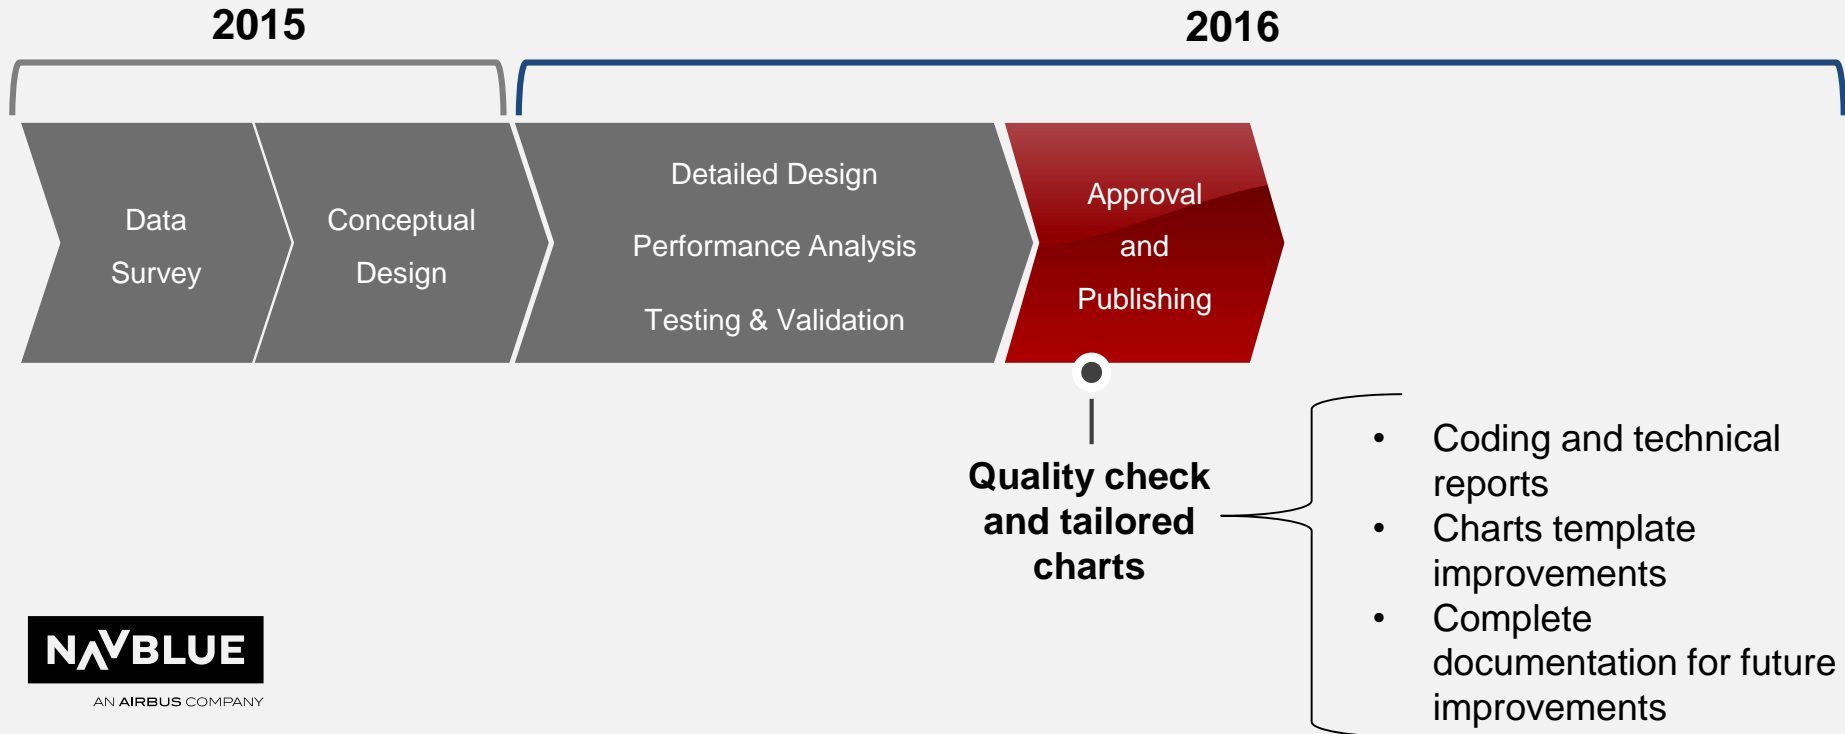 2015
2016
Data
Survey
Conceptual
Design
Detailed Design
Performance Analysis
Testing & Validation
Approval
and
Publishing
Quality check
and tailored
charts
• Coding and technical
reports
• Charts template
improvements
• Complete
documentation for future
improvements
NAVBLUE
AN AIRBUS COMPANY